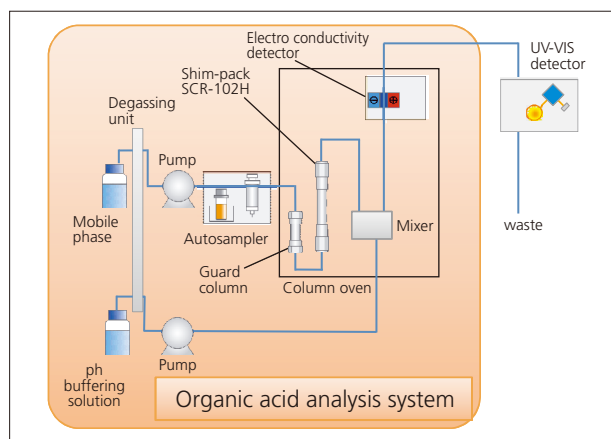 Electro conductivity
detector
UV-VIS
detector
Shim-pack
SCR-102H
Degassing
unit
Pump
Mobile
phase
Autosampler
Mixer
waste
Guard
column
Column oven
ph
buffering
solution
Pump
Organic acid analysis system